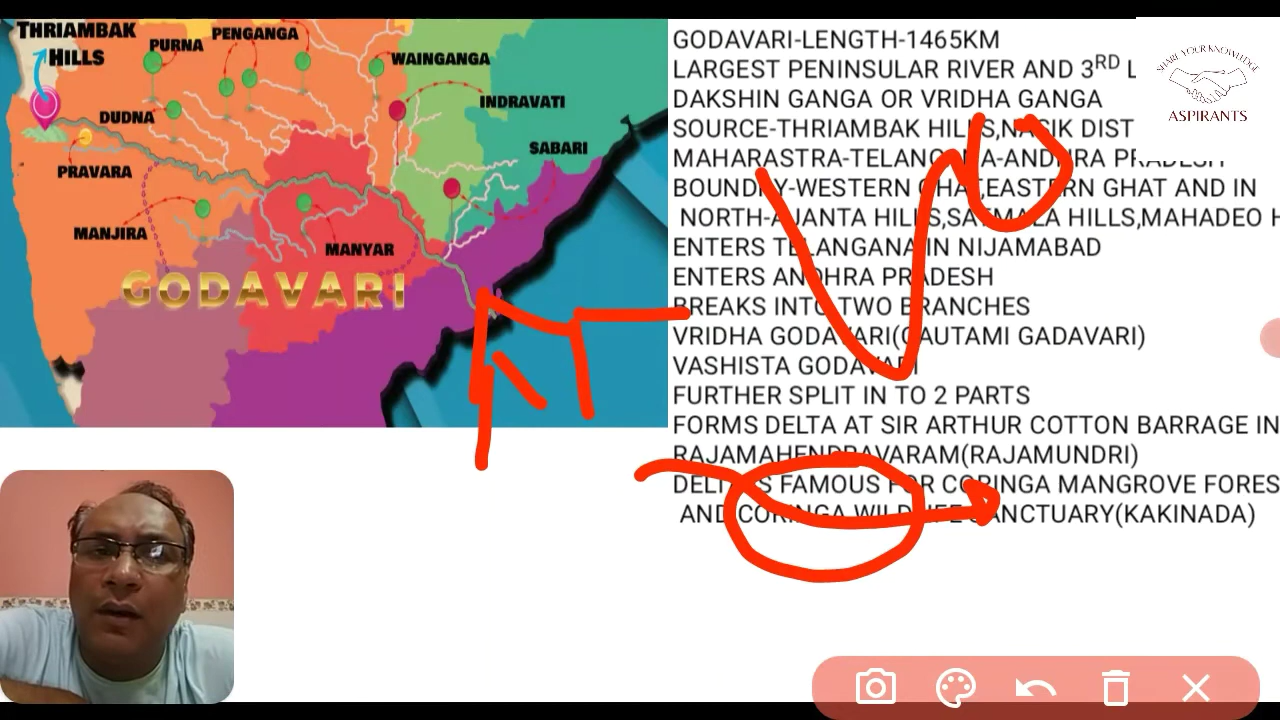 THRIAMBAK
HILLS
PURNA
PENGANGA
WAINGANGA
INDRAVATI
DUDNA
SABARI
PRAVARA
MANJIRA
MANYAR
GODAVARI
GODAVARI-LENGTH-1465KM
LARGEST PENINSULAR RIVER AND 3RD L
DAKSHIN GANGA OR VRIDHA GANGA
SOURCE-THRIAMBAK HILLS,NASIK DIST
MAHARASTRA-TELANGANA-ANDHRA PRADESH
BOUNDRY-WESTERN GHAT,EASTERN GHAT AND IN
NORTH-AJANTA HILLS,SATMALA HILLS,MAHADEO H
ENTERS TELANGANA IN NIJAMABAD
ENTERS ANDHRA PRADESH
BREAKS INTO TWO BRANCHES
VRIDHA GODAVARI(GAUTAMI GADAVARI)
VASHISTA GODAVARI
FURTHER SPLIT IN TO 2 PARTS
FORMS DELTA AT SIR ARTHUR COTTON BARRAGE IN
RAJAMAHENDRAVARAM(RAJAMUNDRI)
DELTA IS FAMOUS FOR CORINGA MANGROVE FORES
AND CORINGA WILDLIFE SANCTUARY(KAKINADA)
SHARE YOUR KNOWLEDGE
ASPIRANTS